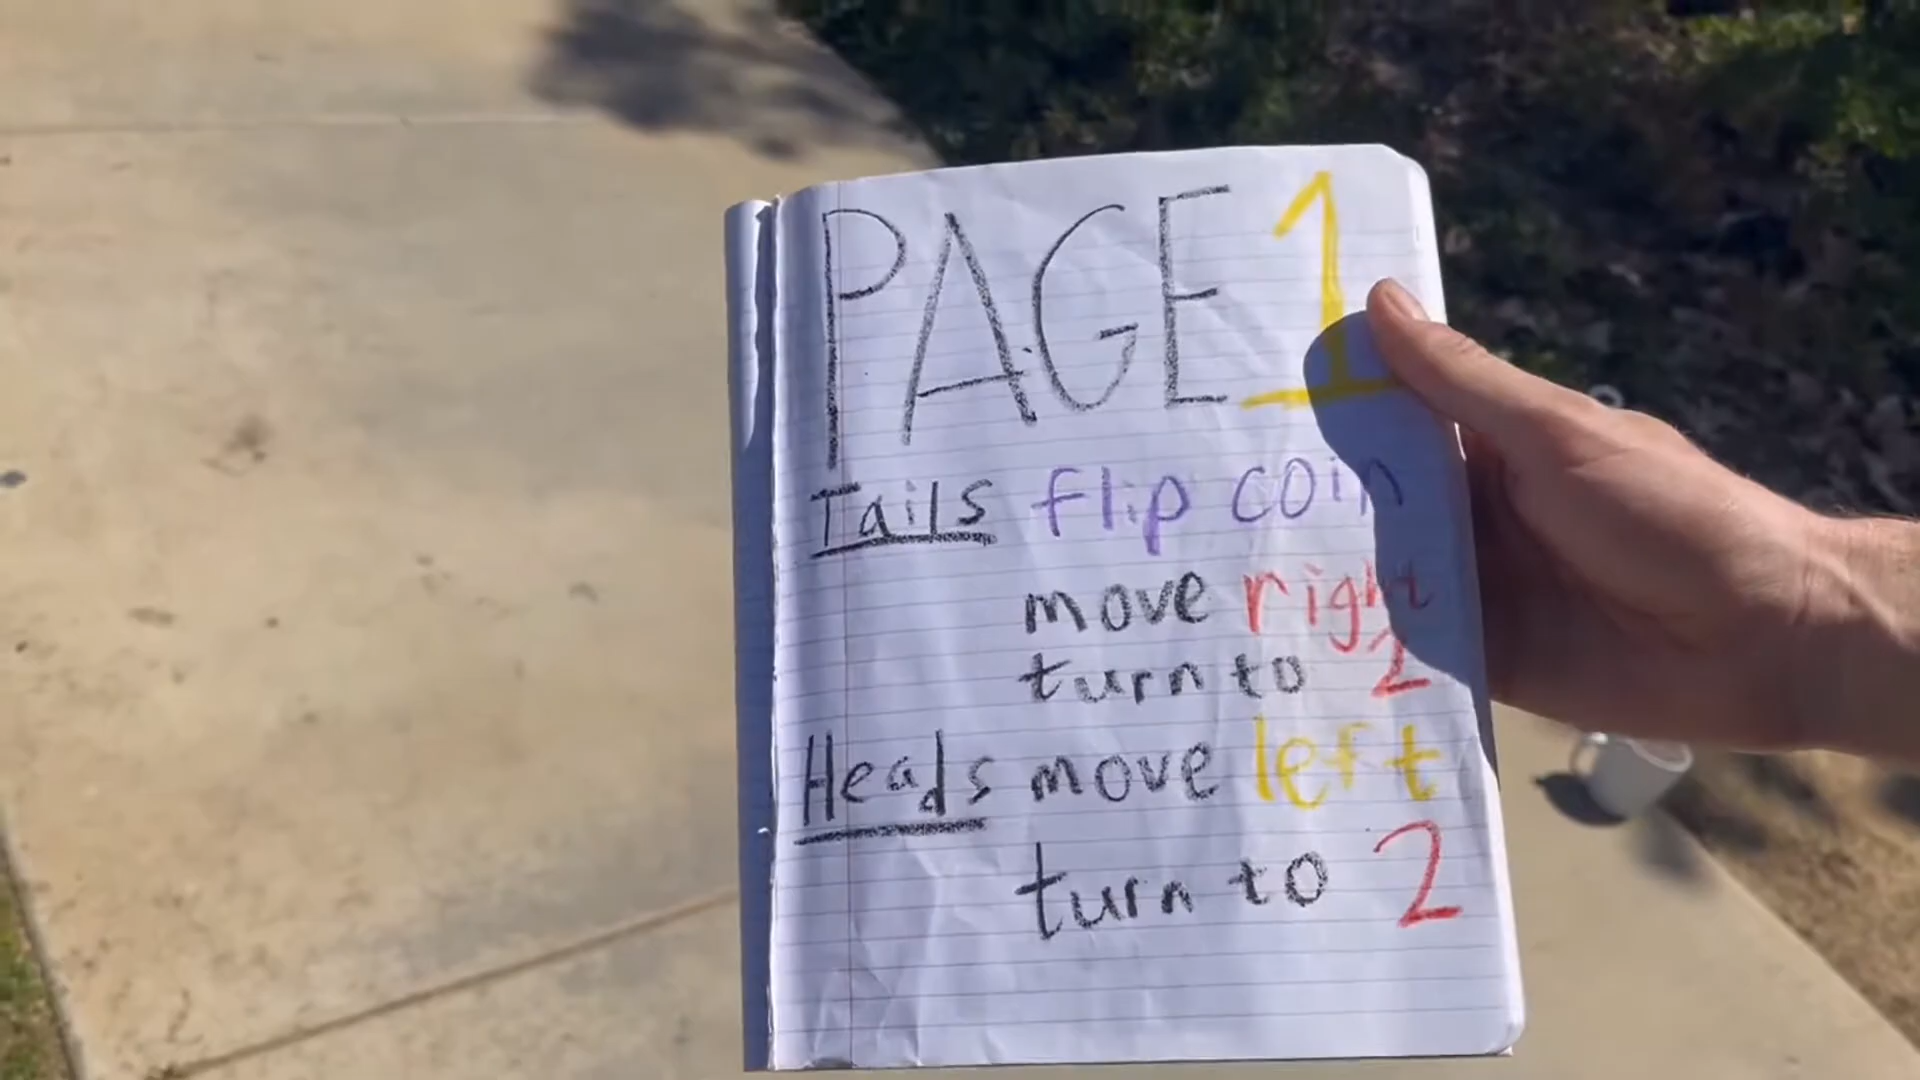 PAGE 1
Tails flip coin
move right
turn to 2
Heads move left
turn to 2